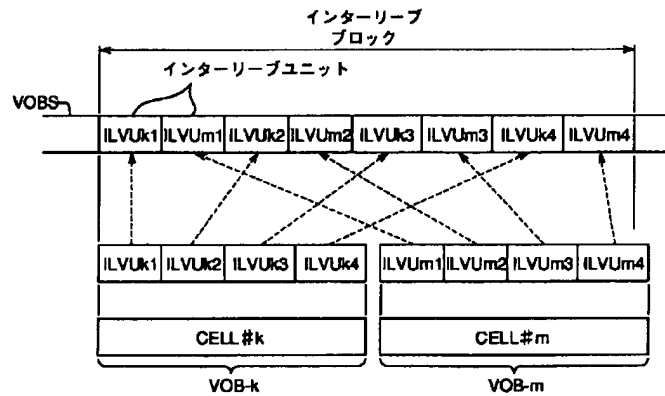 インターリーブ
ブロック
インターリーブユニット
VOBS
ILVUk1 ILVUm1 ILVUk2 ILVUm2 ILVUk3 ILVUm3 ILVUk4 ILVUm4
ILVUk1 ILVUk2 ILVUk3 ILVUk4 ILVUm1 ILVUm2 ILVUm3 ILVUm4
CELL#k CELL#m
VOB-k VOB-m